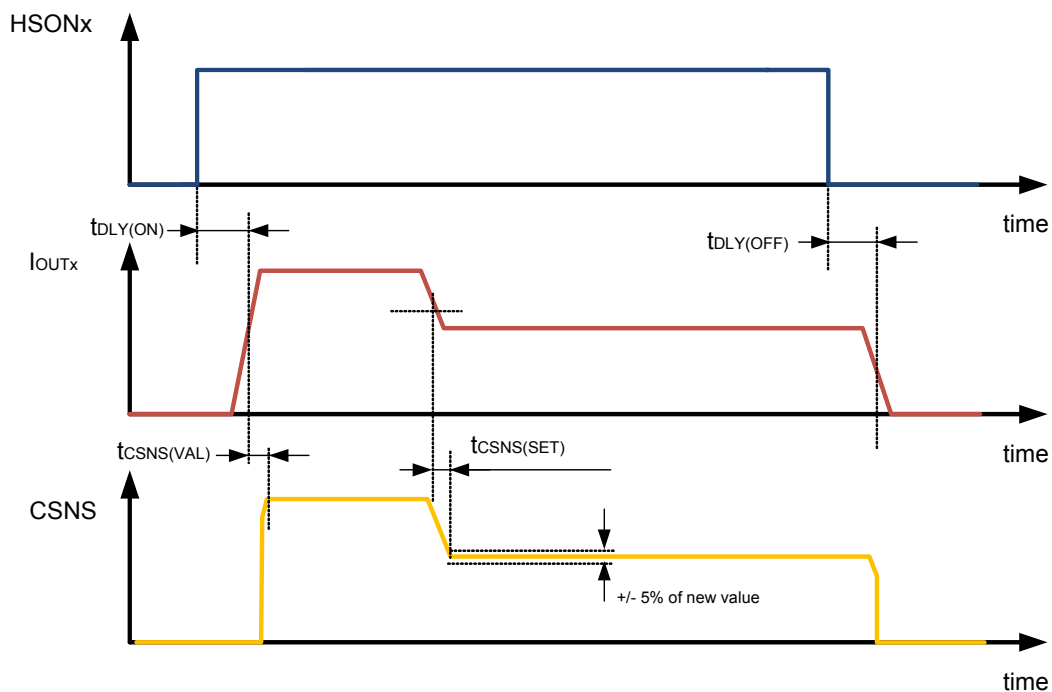 HSONx
time
tDLY(ON)
tDLY(OFF)
IOUTx
time
tCSNS(VAL)
tCSNS(SET)
CSNS
+/- 5% of new value
time